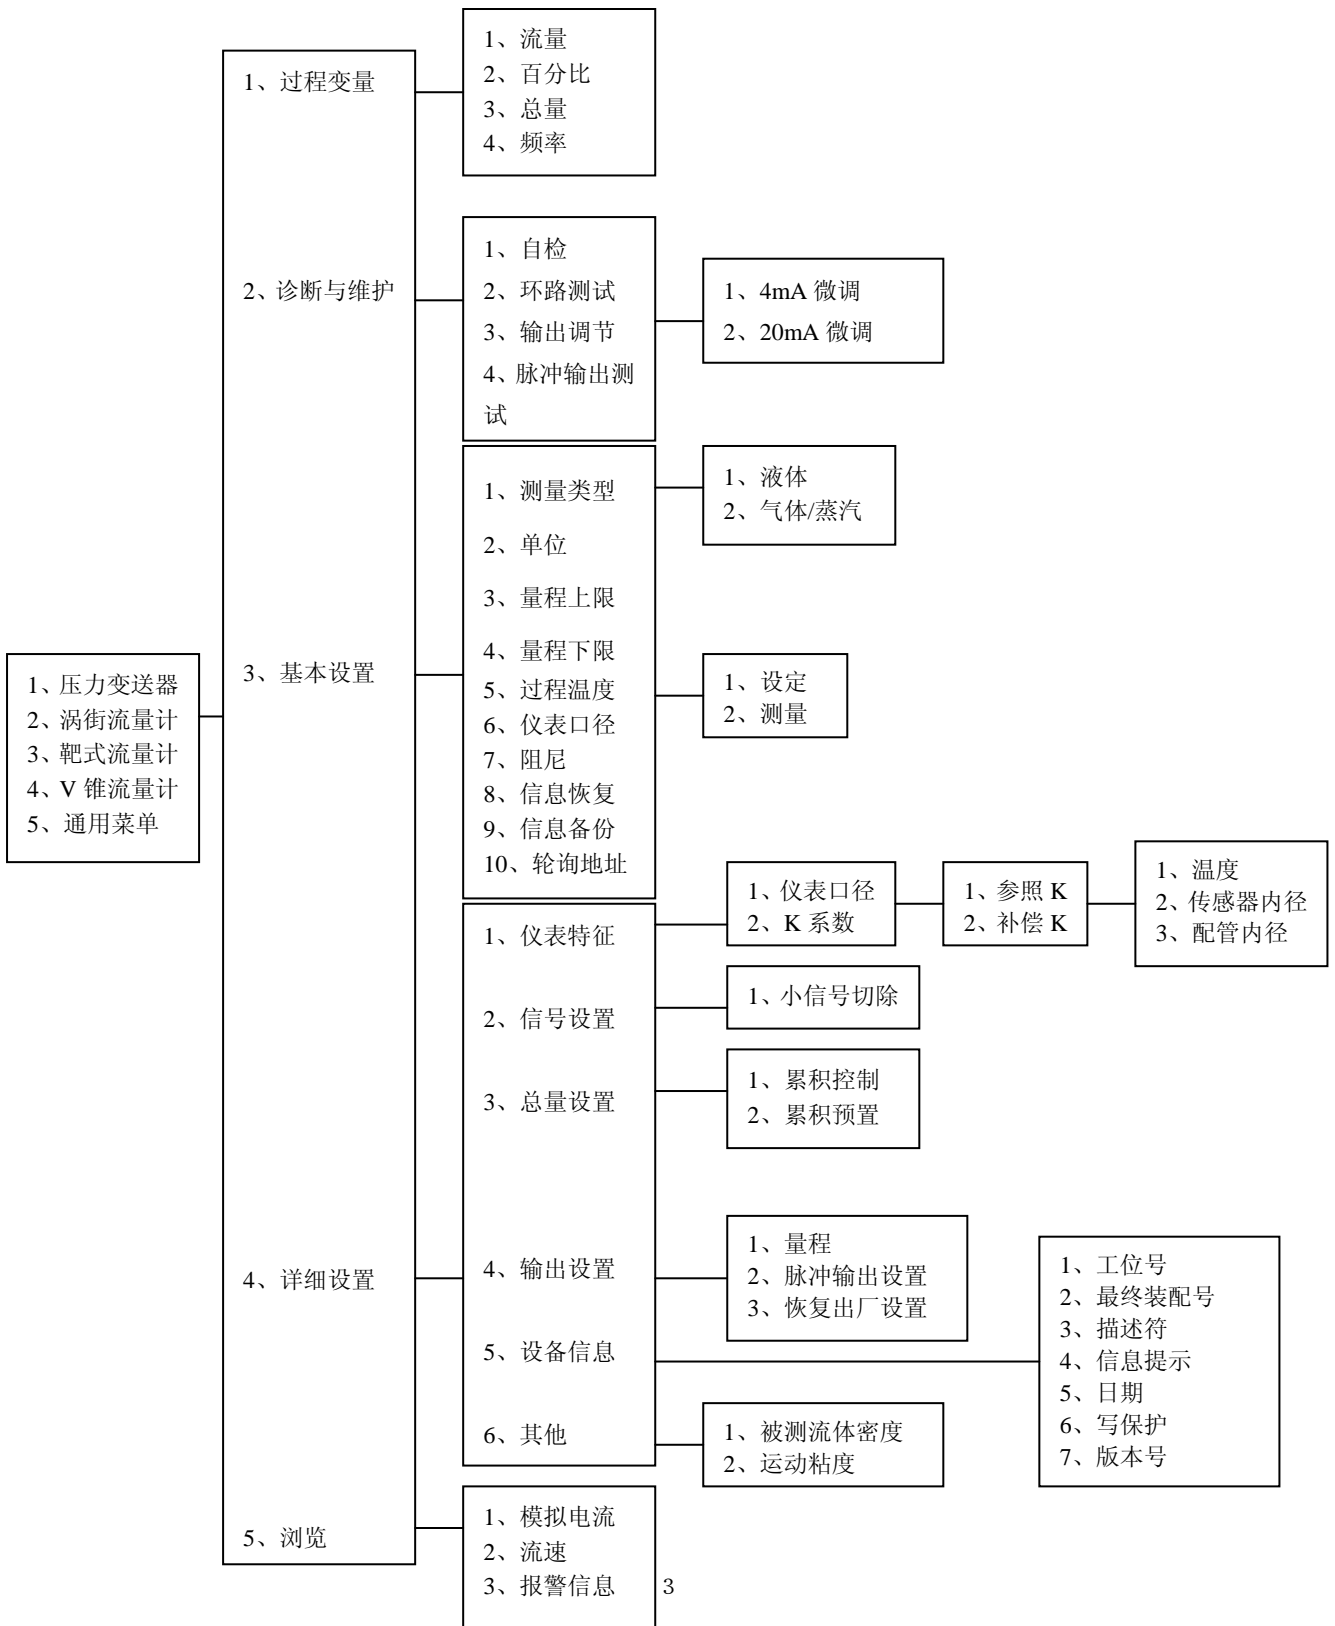 1、压力变送器
2、涡街流量计
3、靶式流量计
4、V 锥流量计
5、通用菜单
1、过程变量
2、诊断与维护
3、基本设置
4、详细设置
5、浏览
1、流量
2、百分比
3、总量
4、频率
1、自检
2、环路测试
3、输出调节
4、脉冲输出测
试
1、4mA 微调
2、20mA 微调
1、测量类型
2、单位
3、量程上限
4、量程下限
5、过程温度
6、仪表口径
7、阻尼
8、信息恢复
9、信息备份
10、轮询地址
1、液体
2、气体/蒸汽
1、设定
2、测量
1、仪表特征
2、信号设置
3、总量设置
4、输出设置
5、设备信息
6、其他
1、仪表口径
2、K 系数
1、参照 K
2、补偿 K
1、温度
2、传感器内径
3、配管内径
1、小信号切除
1、累积控制
2、累积预置
1、量程
2、脉冲输出设置
3、恢复出厂设置
1、工位号
2、最终装配号
3、描述符
4、信息提示
5、日期
6、写保护
7、版本号
1、被测流体密度
2、运动粘度
1、模拟电流
2、流速
3、报警信息
3